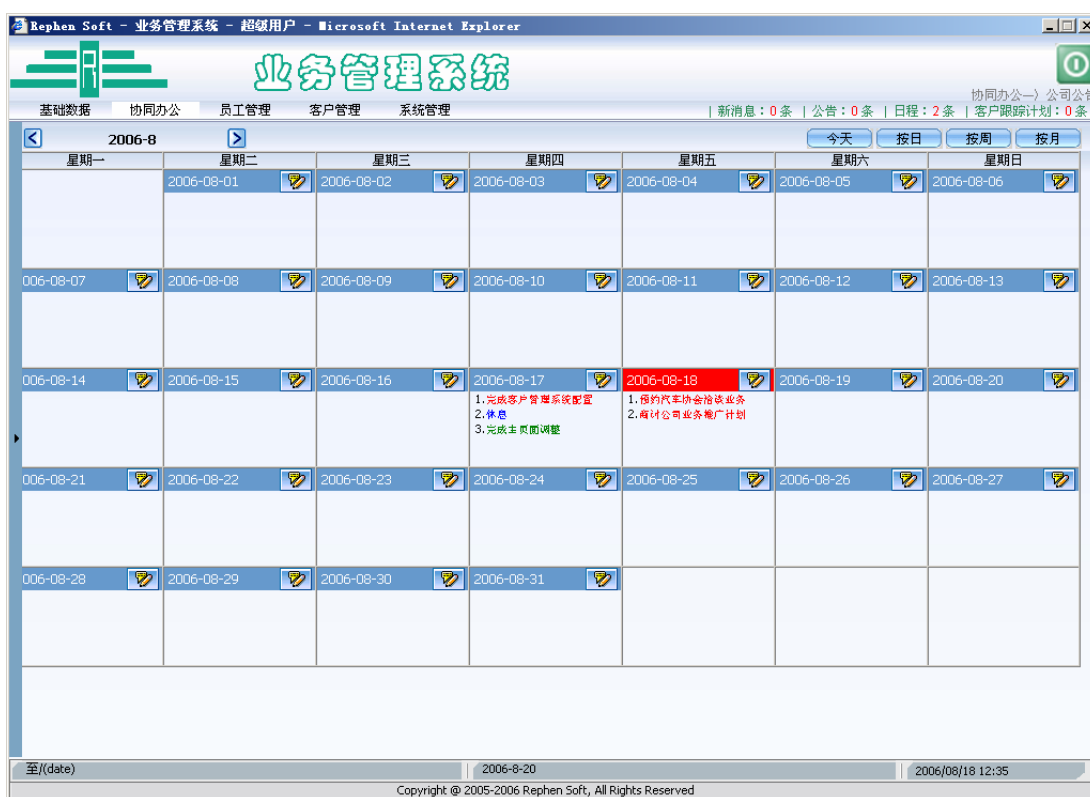 Rephen Soft - 业务管理系统 - 超级用户 - Microsoft Internet Explorer
业务管理系统
协同办公—〉公司公告
基础数据 协同办公 员工管理 客户管理 系统管理 | 新消息：0条 | 公告：0条 | 日程：2条 | 客户跟踪计划：0条
2006-8 今天 按日 按周 按月
星期一 星期二 星期三 星期四 星期五 星期六 星期日
2006-08-01 2006-08-02 2006-08-03 2006-08-04 2006-08-05 2006-08-06
006-08-07 2006-08-08 2006-08-09 2006-08-10 2006-08-11 2006-08-12 2006-08-13
006-08-14 2006-08-15 2006-08-16 2006-08-17 2006-08-18 2006-08-19 2006-08-20
1.完成客户管理系统配置 1.预约汽车协会洽谈业务
2.休息 2.商讨公司业务推广计划
3.完成主页面调整
006-08-21 2006-08-22 2006-08-23 2006-08-24 2006-08-25 2006-08-26 2006-08-27
006-08-28 2006-08-29 2006-08-30 2006-08-31
至/(date) 2006-8-20 2006/08/18 12:35
Copyright @ 2005-2006 Rephen Soft, All Rights Reserved